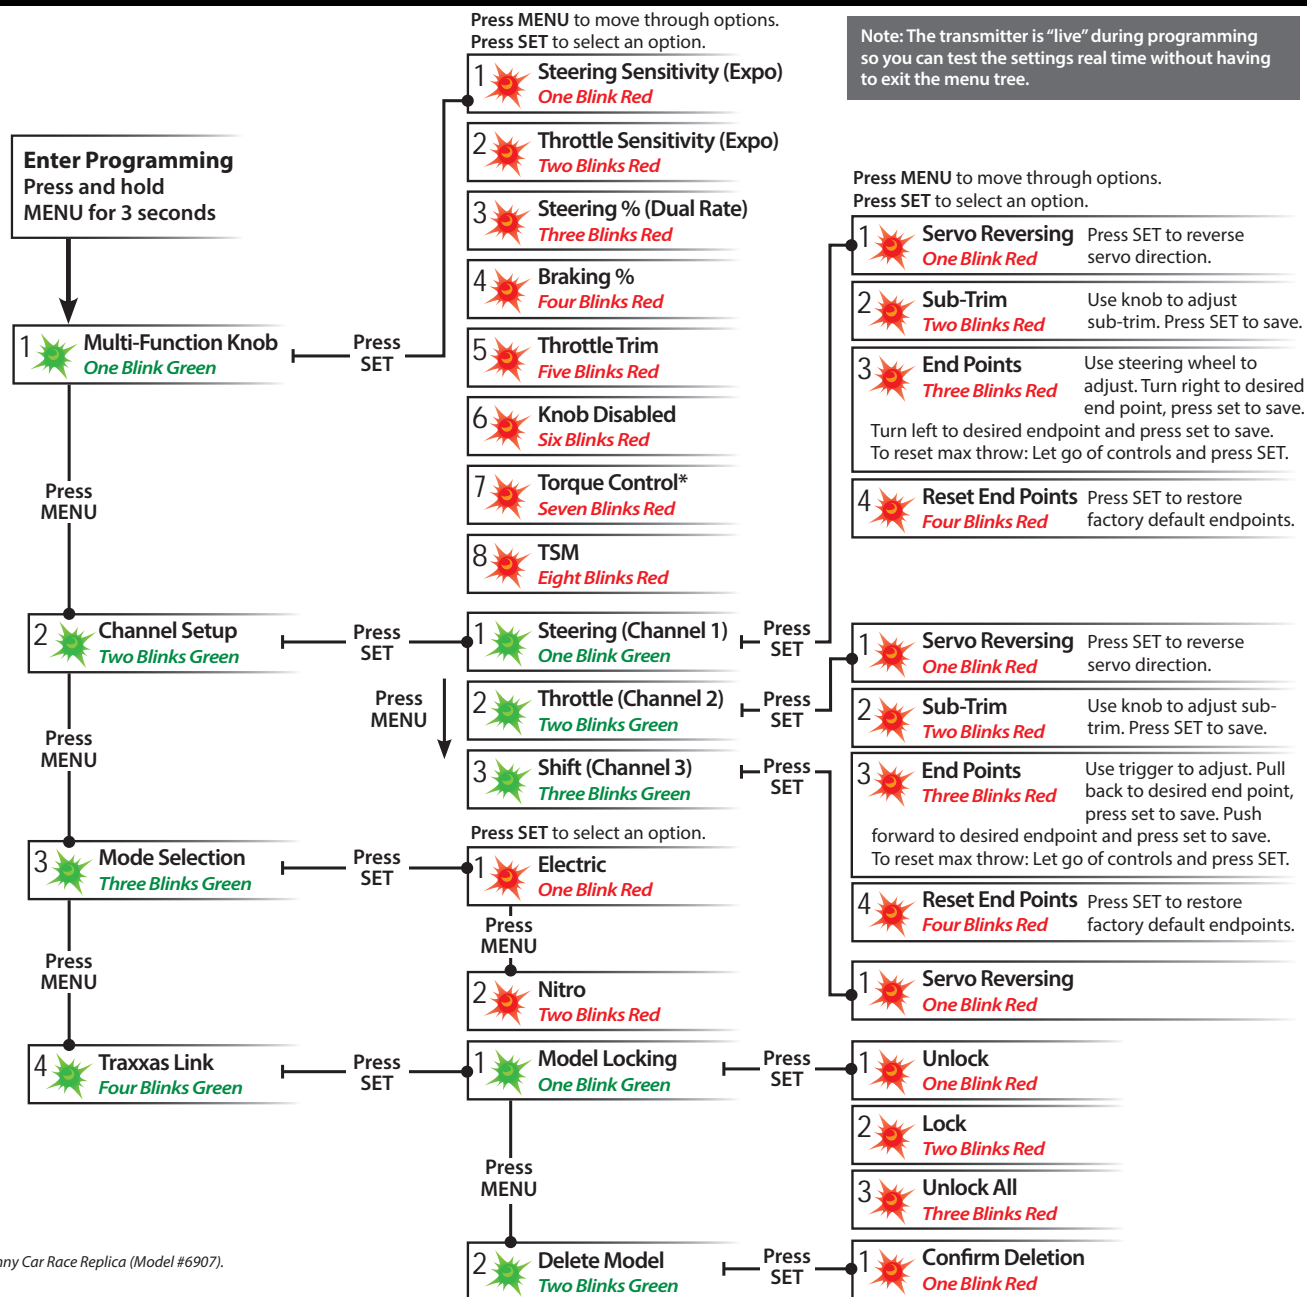 Press MENU to move through options.
Press SET to select an option.
Note: The transmitter is “live” during programming
so you can test the settings real time without having
to exit the menu tree.
Enter Programming
Press and hold
MENU for 3 seconds
1
Multi-Function Knob
One Blink Green
Press
SET
1
Steering Sensitivity (Expo)
One Blink Red
2
Throttle Sensitivity (Expo)
Two Blinks Red
3
Steering % (Dual Rate)
Three Blinks Red
4
Braking %
Four Blinks Red
5
Throttle Trim
Five Blinks Red
6
Knob Disabled
Six Blinks Red
7
Torque Control*
Seven Blinks Red
8
TSM
Eight Blinks Red
Press
MENU
2
Channel Setup
Two Blinks Green
Press
SET
Press
MENU
1
Steering (Channel 1)
One Blink Green
Press
SET
2
Throttle (Channel 2)
Two Blinks Green
Press
SET
3
Shift (Channel 3)
Three Blinks Green
Press
SET
Press MENU to move through options.
Press SET to select an option.
1
Servo Reversing
One Blink Red
Press SET to reverse
servo direction.
2
Sub-Trim
Two Blinks Red
Use knob to adjust
sub-trim. Press SET to save.
3
End Points
Three Blinks Red
Use steering wheel to
adjust. Turn right to desired
end point, press set to save.
Turn left to desired endpoint and press set to save.
To reset max throw: Let go of controls and press SET.
4
Reset End Points
Four Blinks Red
Press SET to restore
factory default endpoints.
1
Servo Reversing
One Blink Red
Press SET to reverse
servo direction.
2
Sub-Trim
Two Blinks Red
Use knob to adjust sub-
trim. Press SET to save.
3
End Points
Three Blinks Red
Use trigger to adjust. Pull
back to desired end point,
press set to save. Push
forward to desired endpoint and press set to save.
To reset max throw: Let go of controls and press SET.
4
Reset End Points
Four Blinks Red
Press SET to restore
factory default endpoints.
1
Servo Reversing
One Blink Red
Press
MENU
3
Mode Selection
Three Blinks Green
Press
SET
Press SET to select an option.
1
Electric
One Blink Red
Press
MENU
2
Nitro
Two Blinks Red
Press
MENU
4
Traxxas Link
Four Blinks Green
Press
SET
1
Model Locking
One Blink Green
Press
SET
1
Unlock
One Blink Red
2
Lock
Two Blinks Red
3
Unlock All
Three Blinks Red
Press
MENU
2
Delete Model
Two Blinks Green
Press
SET
1
Confirm Deletion
One Blink Red
nny Car Race Replica (Model #6907).